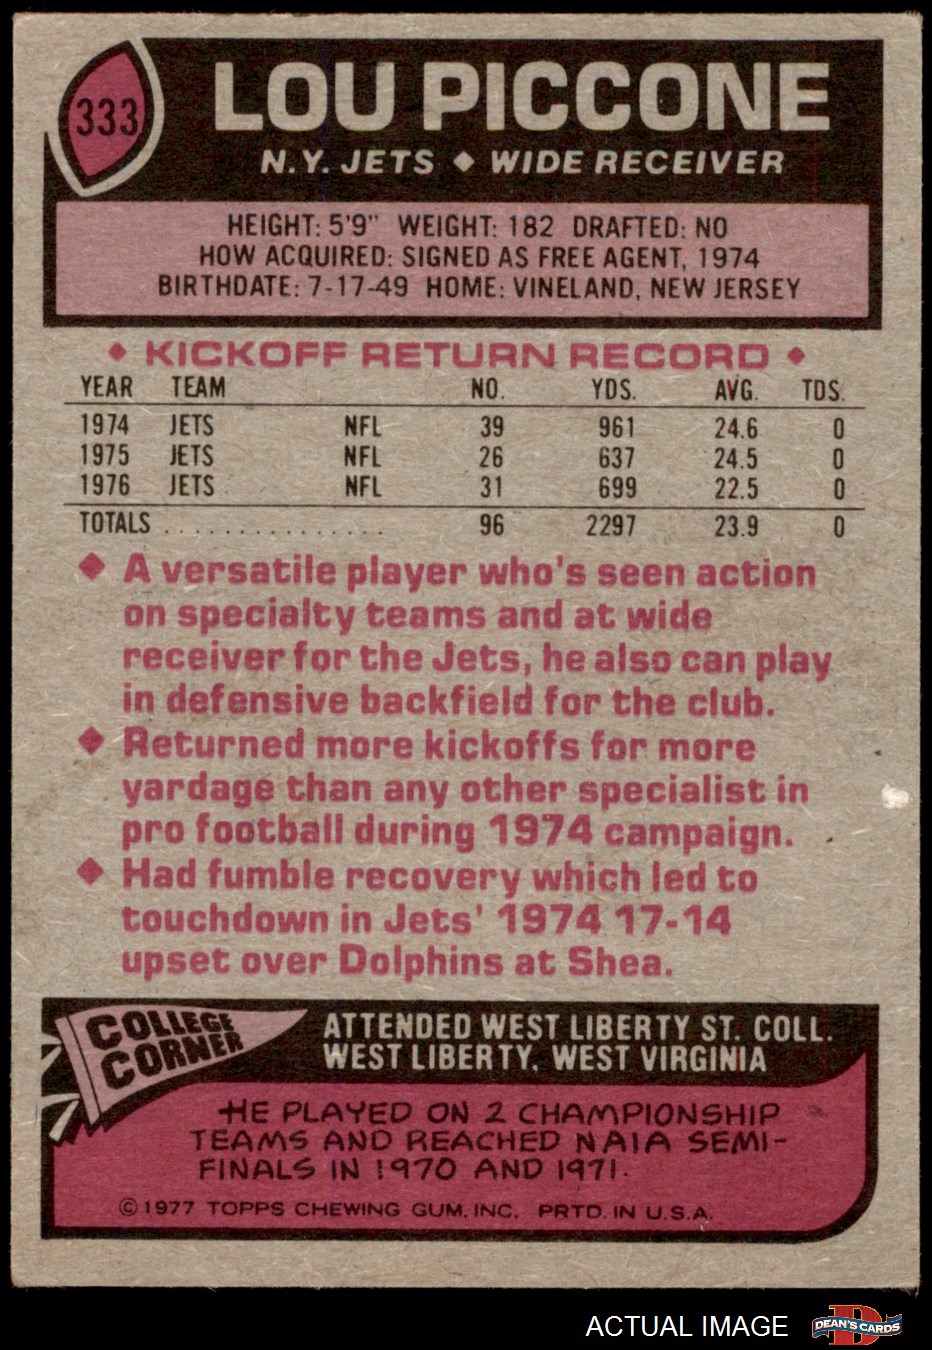 333
LOU PICCONE
N.Y. JETS ◆ WIDE RECEIVER
HEIGHT: 5'9" WEIGHT: 182 DRAFTED: NO
HOW ACQUIRED: SIGNED AS FREE AGENT, 1974
BIRTHDATE: 7-17-49 HOME: VINELAND, NEW JERSEY
◆ KICKOFF RETURN RECORD ◆
YEAR TEAM NO. YDS. AVG. TDS.
1974 JETS NFL 39 961 24.6 0
1975 JETS NFL 26 637 24.5 0
1976 JETS NFL 31 699 22.5 0
TOTALS . . . . . . . . . . . . . . . 96 2297 23.9 0
◆ A versatile player who's seen action
on specialty teams and at wide
receiver for the Jets, he also can play
in defensive backfield for the club.
◆ Returned more kickoffs for more
yardage than any other specialist in
pro football during 1974 campaign.
◆ Had fumble recovery which led to
touchdown in Jets' 1974 17-14
upset over Dolphins at Shea.
COLLEGE
CORNER
ATTENDED WEST LIBERTY ST. COLL.
WEST LIBERTY, WEST VIRGINIA
HE PLAYED ON 2 CHAMPIONSHIP
TEAMS AND REACHED NAIA SEMI-
FINALS IN 1970 AND 1971.
© 1977 TOPPS CHEWING GUM, INC. PRTD. IN U.S.A.
ACTUAL IMAGE
D
DEAN'S CARDS